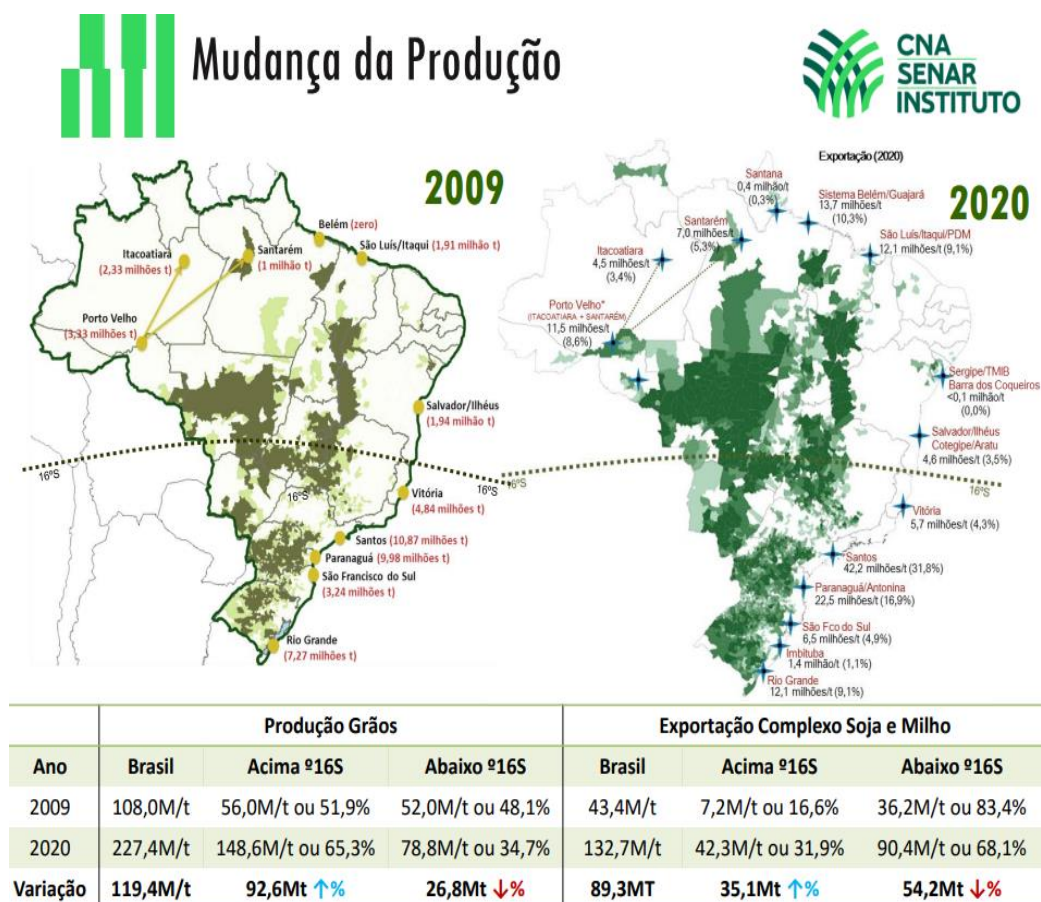 Mudança da Produção
CNA
SENAR
INSTITUTO
2009
Belém (zero)
Itacoatiará
(2,33 milhões t)
Santarém
(1 milhão t)
São Luís/Itaqui (1,91 milhão t)
Porto Velho
(3,33 milhões t)
Salvador/Ilhéus
(1,94 milhão t)
16ºS
16ºS
16ºS
Vitória
(4,84 milhões t)
Santos (10,87 milhões t)
Paranaguá (9,98 milhões t)
São Francisco do Sul
(3,24 milhões t)
Rio Grande
(7,27 milhões t)
Exportação (2020)
2020
Santana
0,4 milhão/t
(0,3%)
Sistema Belém/Guajará
13,7 milhões/t
(10,3%)
Santarém
7,0 milhões/t
(5,3%)
São Luís/Itaqui/PDM
12,1 milhões/t (9,1%)
Itacoatiara
4,5 milhões/t
(3,4%)
Porto Velho*
(ITACOATIARA + SANTARÉM)
11,5 milhões/t
(8,6%)
Sergipe/TMIB
Barra dos Coqueiros
<0,1 milhão/t
(0,0%)
Salvador/Ilhéus
Cotegipe/Aratu
4,6 milhões/t (3,5%)
16ºS
16ºS
Vitória
5,7 milhões/t (4,3%)
Santos
42,2 milhões/t (31,8%)
Paranaguá/Antonina
22,5 milhões/t (16,9%)
São Fco do Sul
6,5 milhões/t (4,9%)
Imbituba
1,4 milhão/t (1,1%)
Rio Grande
12,1 milhões/t (9,1%)
Produção Grãos Exportação Complexo Soja e Milho
Ano Brasil Acima º16S Abaixo º16S Brasil Acima º16S Abaixo º16S
2009 108,0M/t 56,0M/t ou 51,9% 52,0M/t ou 48,1% 43,4M/t 7,2M/t ou 16,6% 36,2M/t ou 83,4%
2020 227,4M/t 148,6M/t ou 65,3% 78,8M/t ou 34,7% 132,7M/t 42,3M/t ou 31,9% 90,4M/t ou 68,1%
Variação 119,4M/t 92,6Mt ↑% 26,8Mt ↓% 89,3MT 35,1Mt ↑% 54,2Mt ↓%